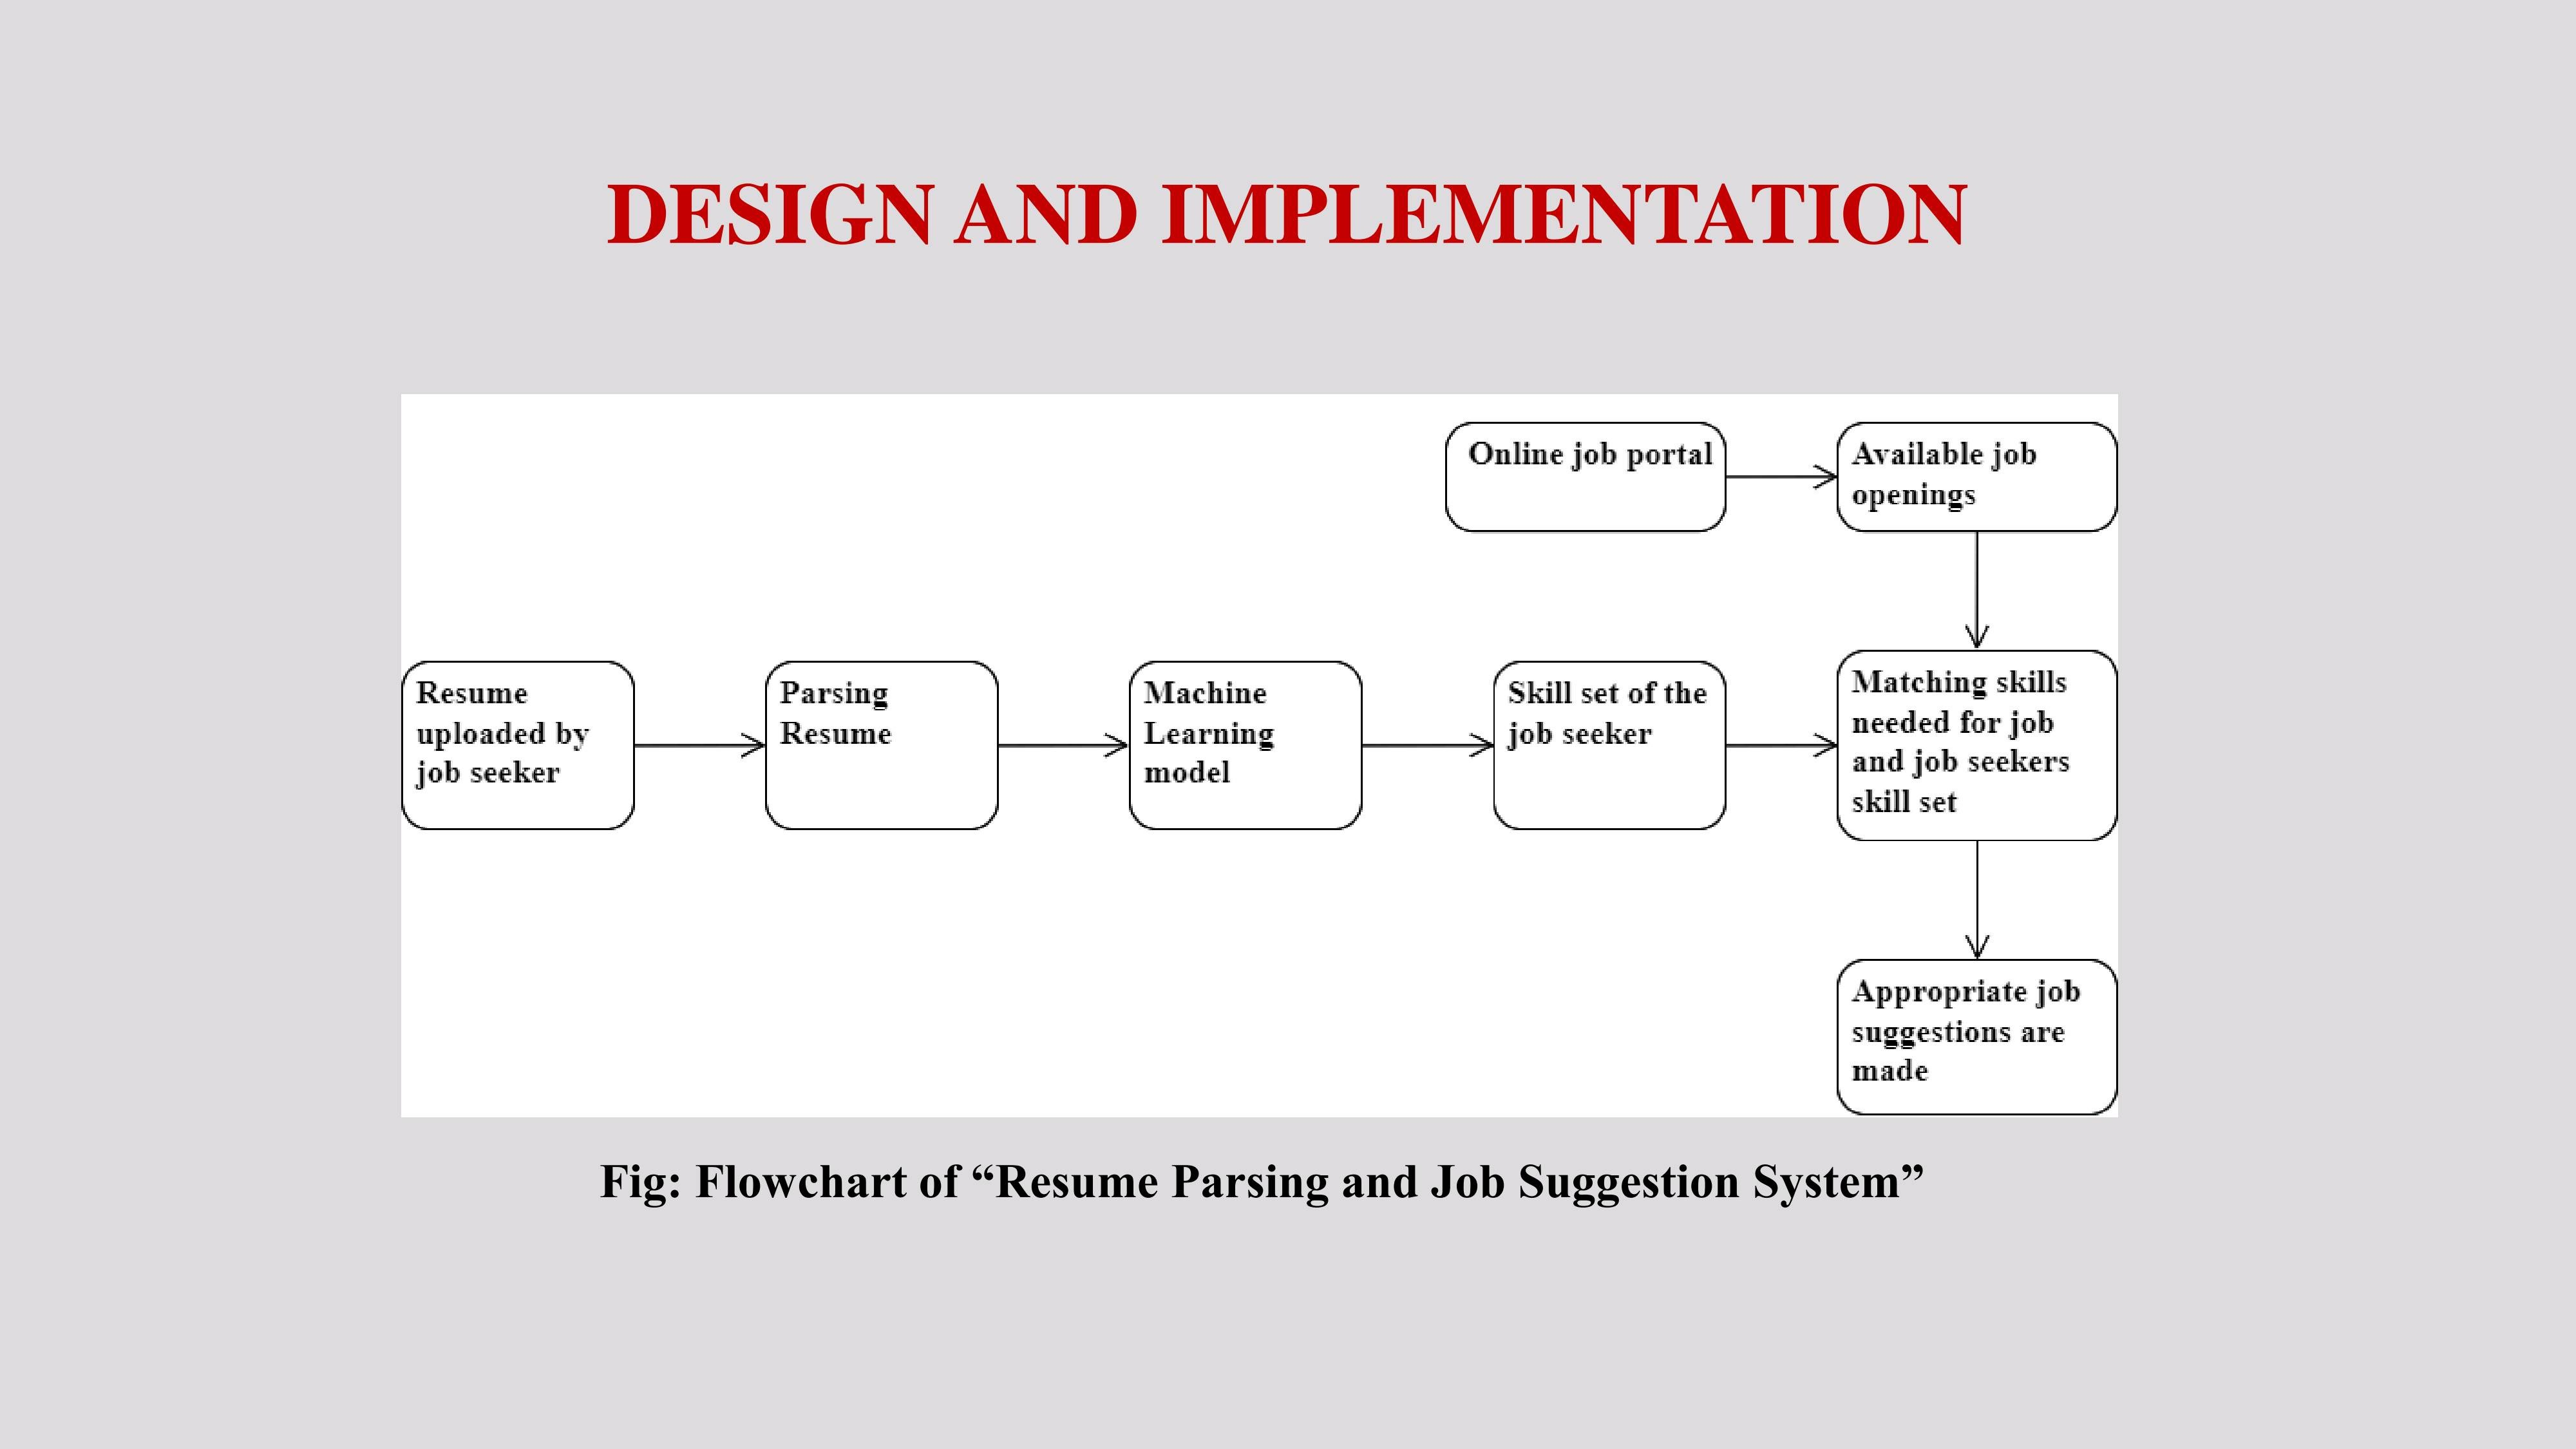 DESIGN AND IMPLEMENTATION
Online job portal
Available job
openings
Resume
uploaded by
job seeker
Parsing
Resume
Machine
Learning
model
Skill set of the
job seeker
Matching skills
needed for job
and job seekers
skill set
Appropriate job
suggestions are
made
Fig: Flowchart of “Resume Parsing and Job Suggestion System”